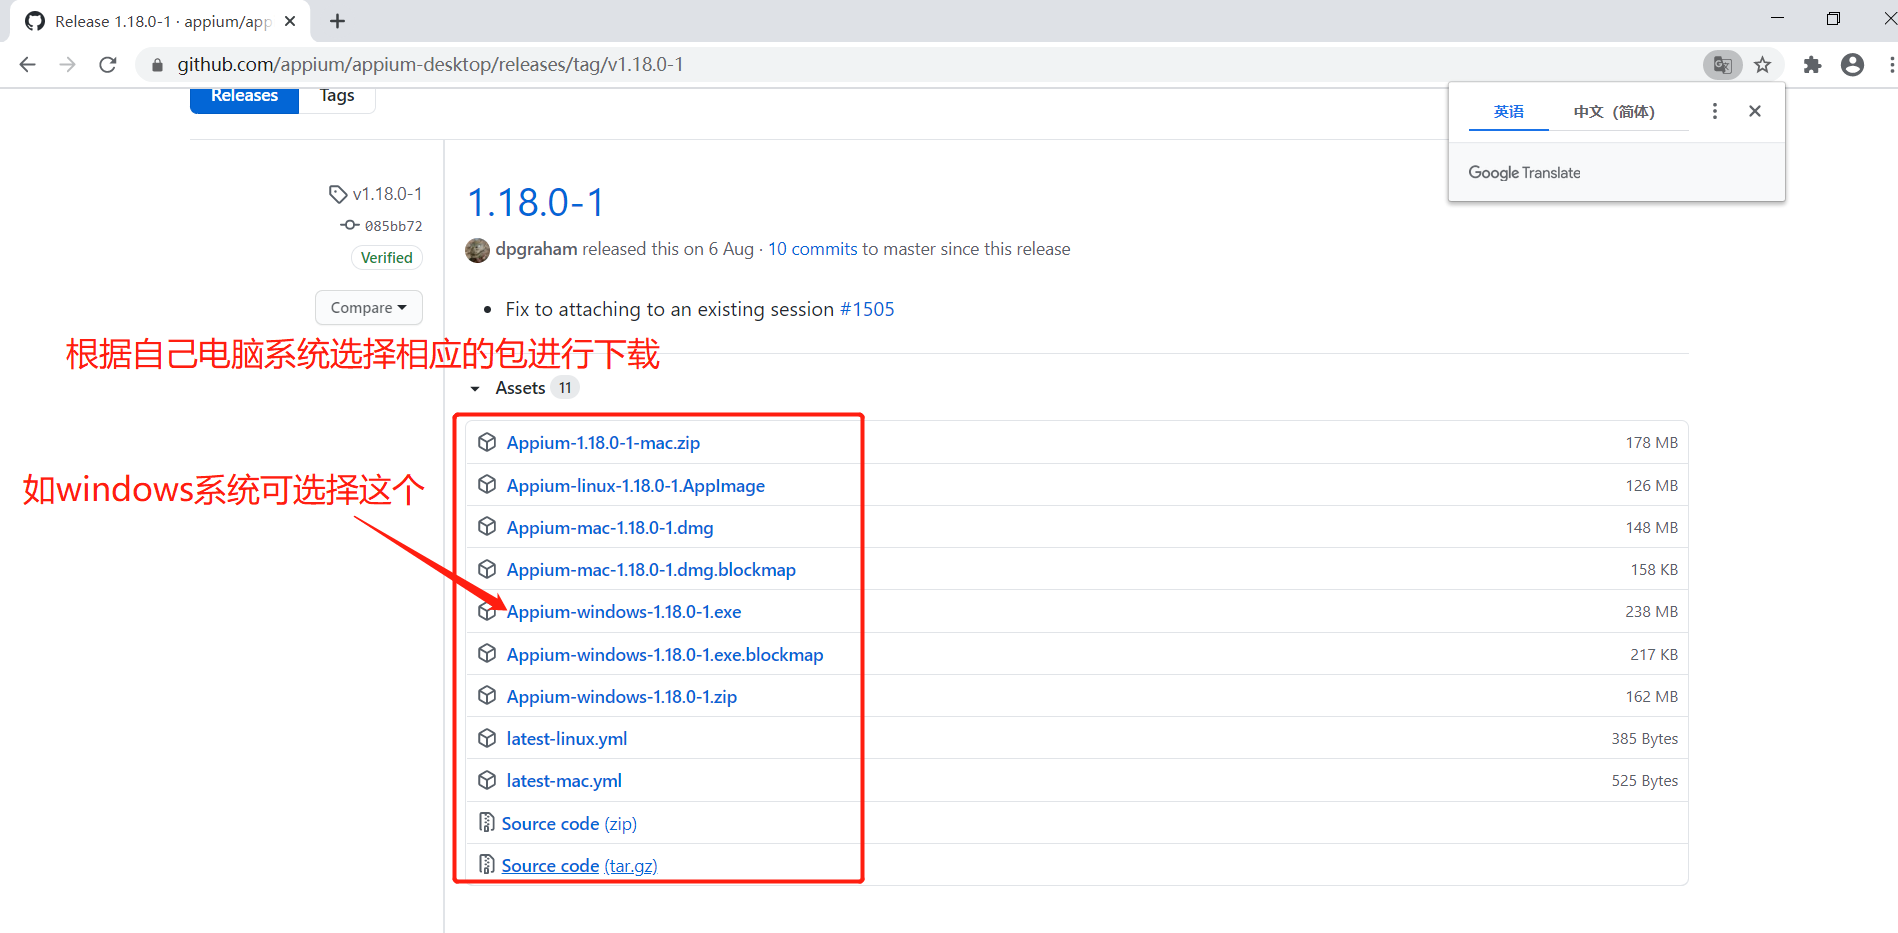 Release 1.18.0-1 · appium/app
github.com/appium/appium-desktop/releases/tag/v1.18.0-1
Releases
Tags
英语
中文（简体）
Google Translate
v1.18.0-1
085bb72
Verified
Compare
1.18.0-1
dpgraham released this on 6 Aug · 10 commits to master since this release
Fix to attaching to an existing session #1505
根据自己电脑系统选择相应的包进行下载
Assets 11
如windows系统可选择这个
Appium-1.18.0-1-mac.zip 178 MB
Appium-linux-1.18.0-1.AppImage 126 MB
Appium-mac-1.18.0-1.dmg 148 MB
Appium-mac-1.18.0-1.dmg.blockmap 158 KB
Appium-windows-1.18.0-1.exe 238 MB
Appium-windows-1.18.0-1.exe.blockmap 217 KB
Appium-windows-1.18.0-1.zip 162 MB
latest-linux.yml 385 Bytes
latest-mac.yml 525 Bytes
Source code (zip)
Source code (tar.gz)